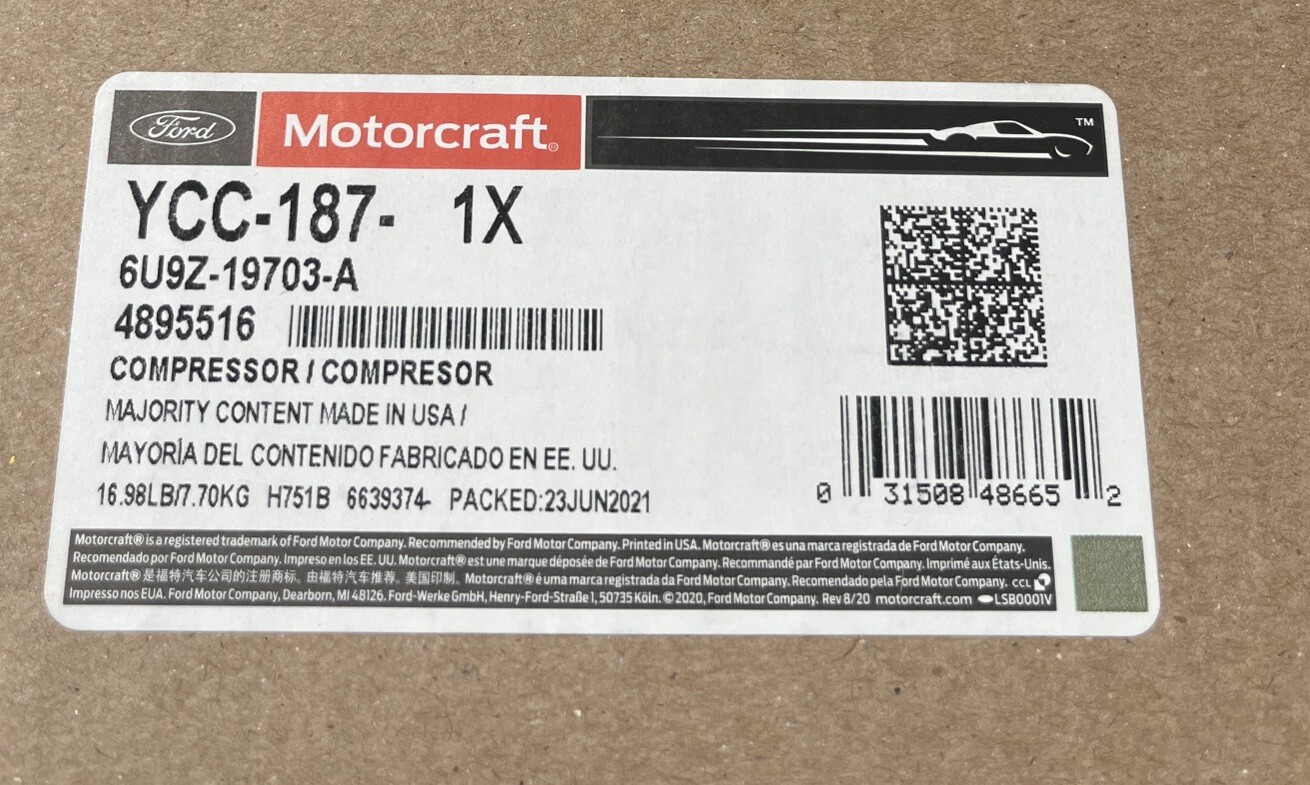 Ford Motorcraft® ™
YCC-187- 1X
6U9Z-19703-A
4895516
COMPRESSOR / COMPRESOR
MAJORITY CONTENT MADE IN USA /
MAYORÍA DEL CONTENIDO FABRICADO EN EE. UU.
16.98LB/7.70KG H751B 6639374- PACKED:23JUN2021
0 31508 48665 2
Motorcraft® is a registered trademark of Ford Motor Company. Recommended by Ford Motor Company. Printed in USA. Motorcraft® es una marca registrada de Ford Motor Company.
Recomendado por Ford Motor Company. Impreso en los EE. UU. Motorcraft® est une marque déposée de Ford Motor Company. Recommandé par Ford Motor Company. Imprimé aux États-Unis.
Motorcraft® 是福特汽车公司的注册商标。由福特汽车推荐。美国印制。 Motorcraft® é uma marca registrada da Ford Motor Company. Recomendado pela Ford Motor Company. CCL
Impresso nos EUA. Ford Motor Company, Dearborn, MI 48126. Ford-Werke GmbH, Henry-Ford-Straße 1, 50735 Köln. © 2020, Ford Motor Company. Rev 8/20 motorcraft.com LSB0001V